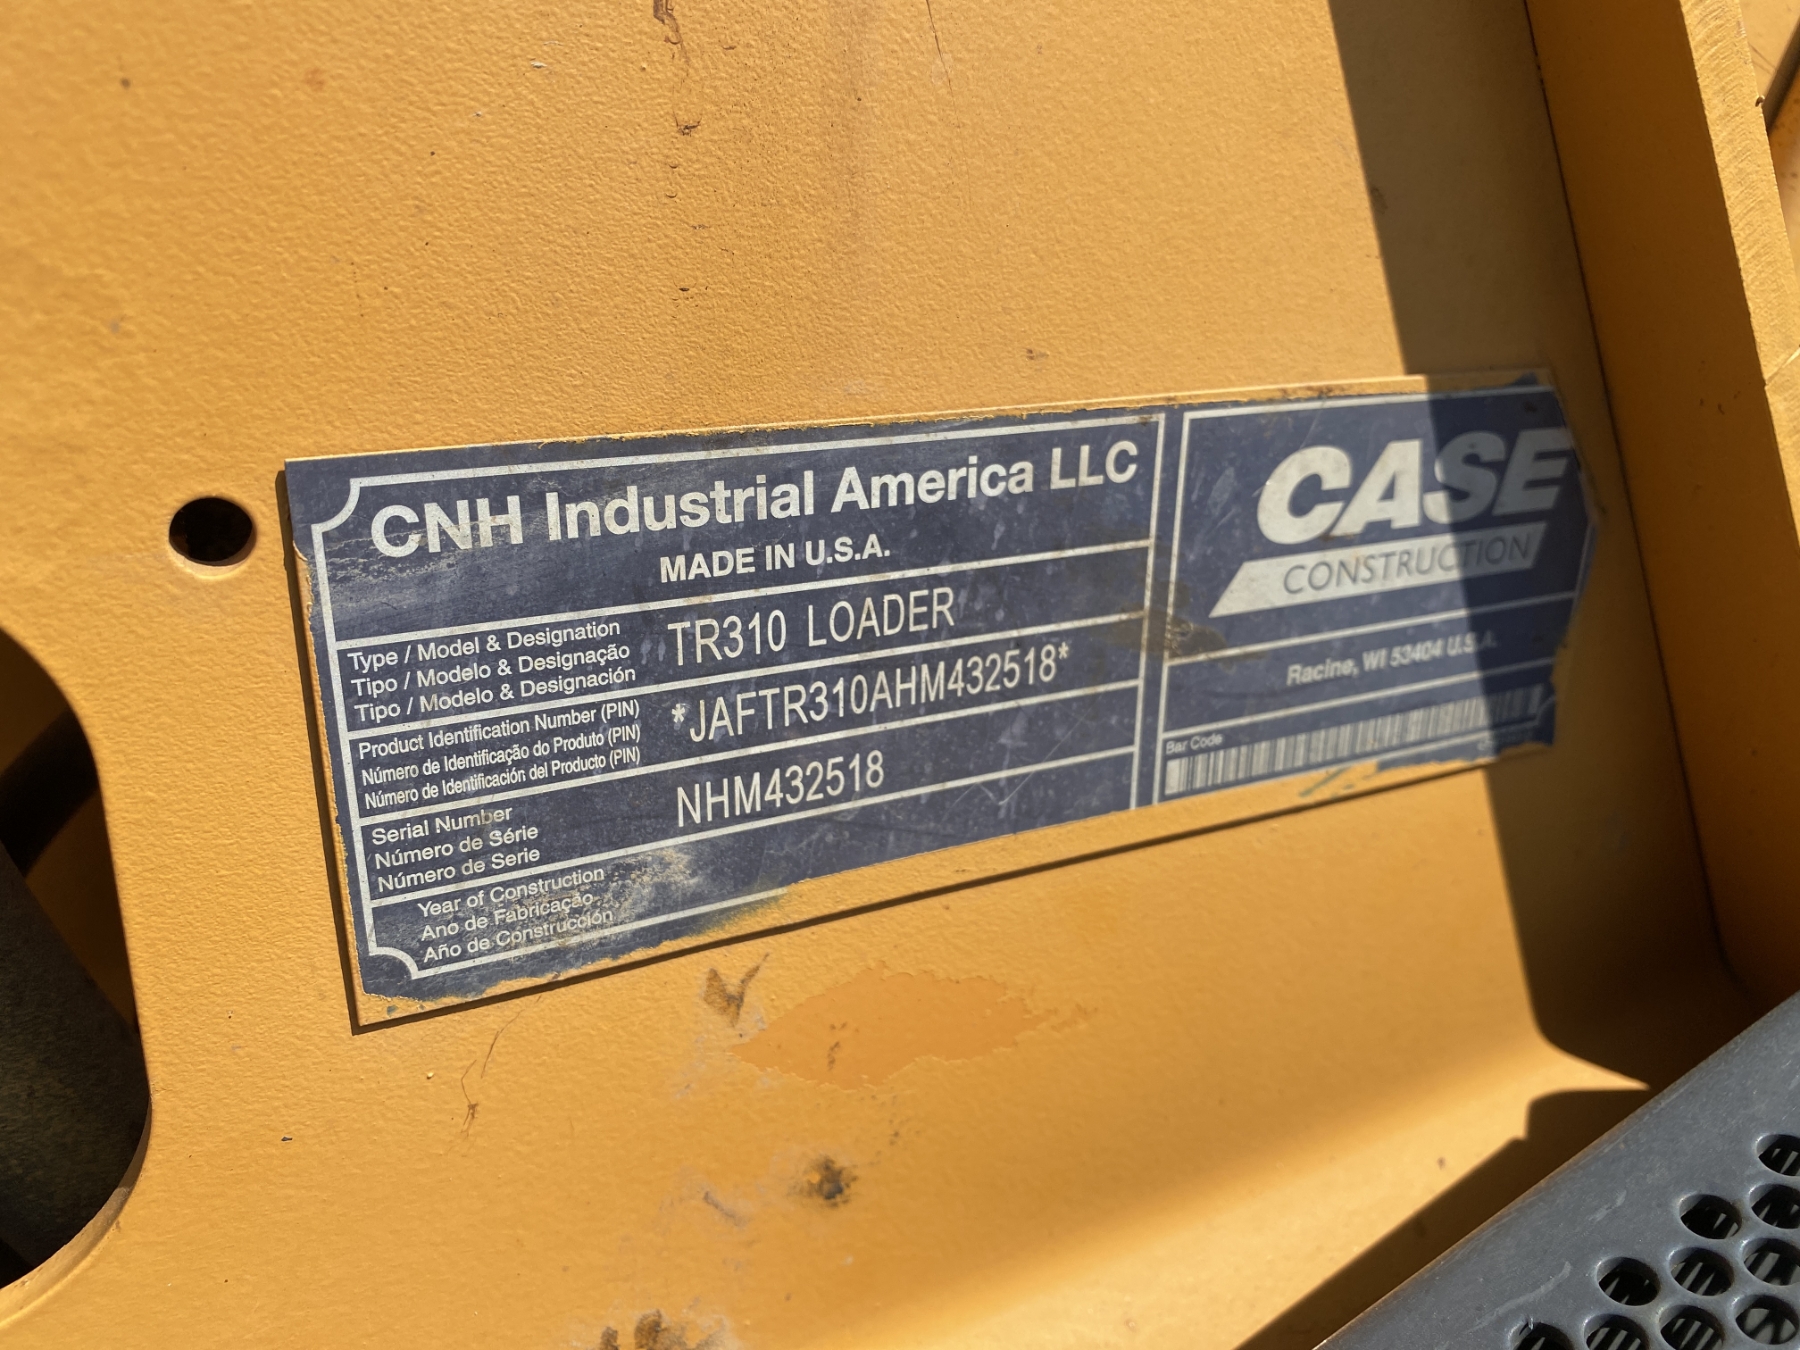 CNH Industrial America LLC
MADE IN U.S.A.
Type / Model & Designation
Tipo / Modelo & Designação
Tipo / Modelo & Designación
TR310 LOADER
Product Identification Number (PIN)
Número de Identificação do Produto (PIN)
Número de Identificación del Producto (PIN)
*JAFTR310AHM432518*
Serial Number
Número de Série
Número de Serie
NHM432518
Year of Construction
Ano de Fabricação
Año de Construcción
CASE
CONSTRUCTION
Racine, WI 53404 U.S.A.
Bar Code